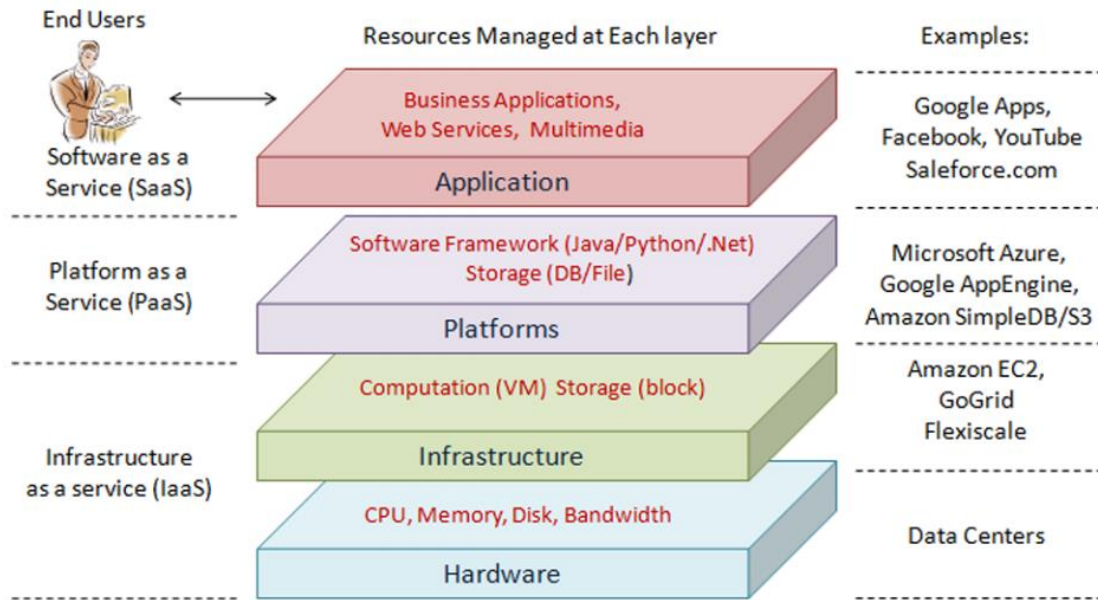 End Users
Resources Managed at Each layer
Examples:
Business Applications,
Web Services, Multimedia
Application
Software as a
Service (SaaS)
Google Apps,
Facebook, YouTube
Saleforce.com
Software Framework (Java/Python/.Net)
Storage (DB/File)
Platforms
Platform as a
Service (PaaS)
Microsoft Azure,
Google AppEngine,
Amazon SimpleDB/S3
Computation (VM) Storage (block)
Infrastructure
Amazon EC2,
GoGrid
Flexiscale
Infrastructure
as a service (IaaS)
CPU, Memory, Disk, Bandwidth
Hardware
Data Centers